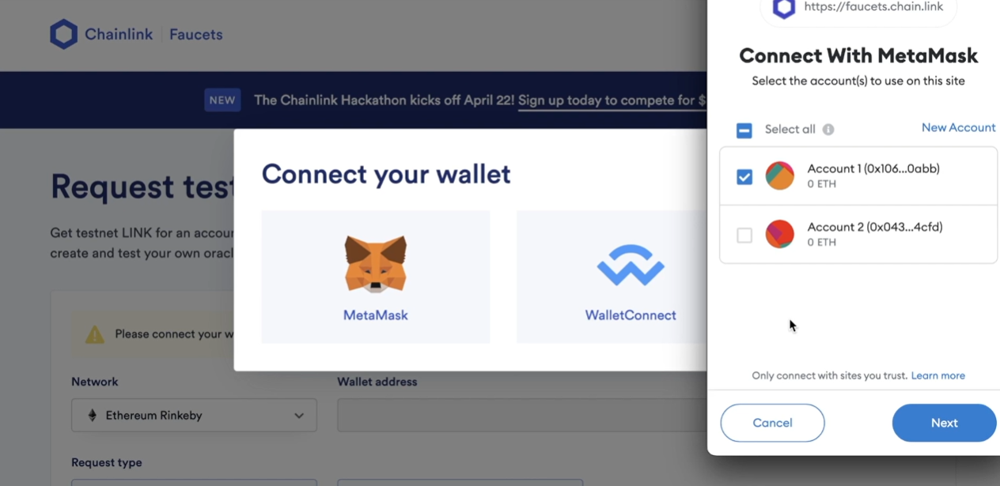 Chainlink Faucets
NEW The Chainlink Hackathon kicks off April 22! Sign up today to compete for $
Request test
Get testnet LINK for an accoun
create and test your own oracl
Please connect your w
Network
Wallet address
Ethereum Rinkeby
Request type
Connect your wallet
MetaMask
WalletConnect
https://faucets.chain.link
Connect With MetaMask
Select the account(s) to use on this site
Select all
New Account
Account 1 (0x106...0abb)
0 ETH
Account 2 (0x043...4cfd)
0 ETH
Only connect with sites you trust. Learn more
Cancel
Next